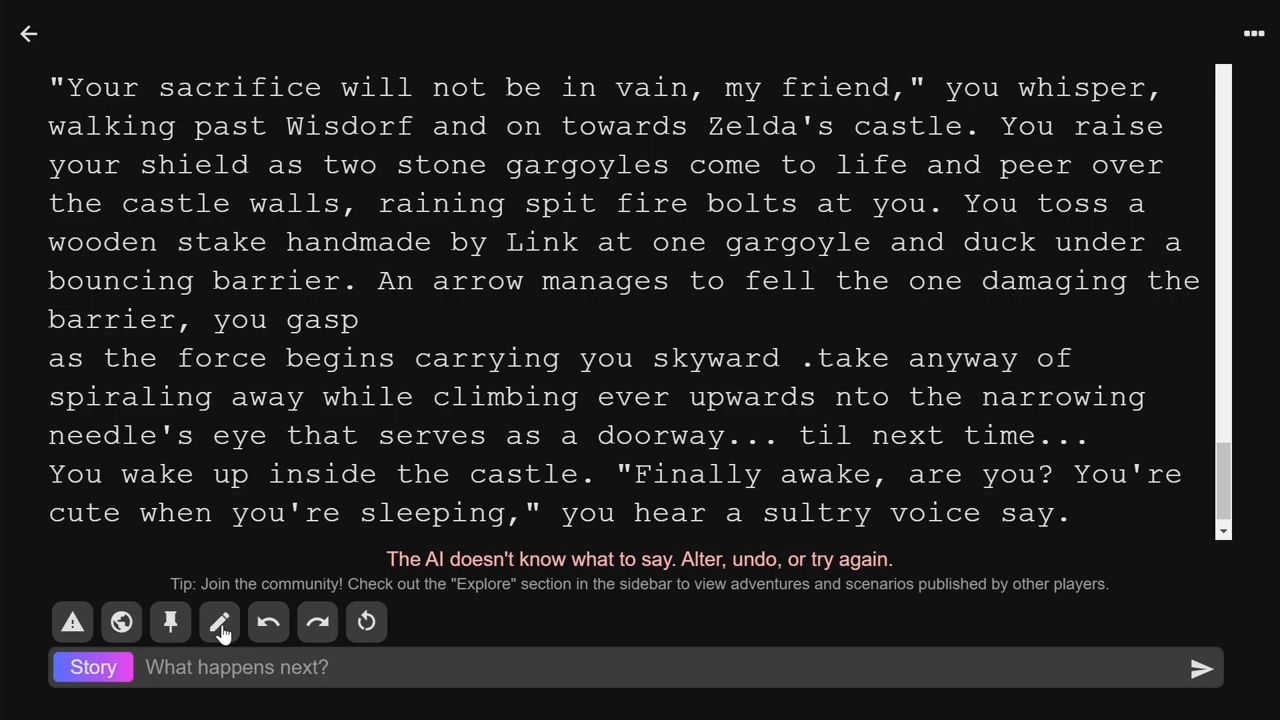 "Your sacrifice will not be in vain, my friend," you whisper,
walking past Wisdorf and on towards Zelda's castle. You raise
your shield as two stone gargoyles come to life and peer over
the castle walls, raining spit fire bolts at you. You toss a
wooden stake handmade by Link at one gargoyle and duck under a
bouncing barrier. An arrow manages to fell the one damaging the
barrier, you gasp
as the force begins carrying you skyward .take anyway of
spiraling away while climbing ever upwards nto the narrowing
needle's eye that serves as a doorway... til next time...
You wake up inside the castle. "Finally awake, are you? You're
cute when you're sleeping," you hear a sultry voice say.
The AI doesn't know what to say. Alter, undo, or try again.
Tip: Join the community! Check out the "Explore" section in the sidebar to view adventures and scenarios published by other players.
Story What happens next?